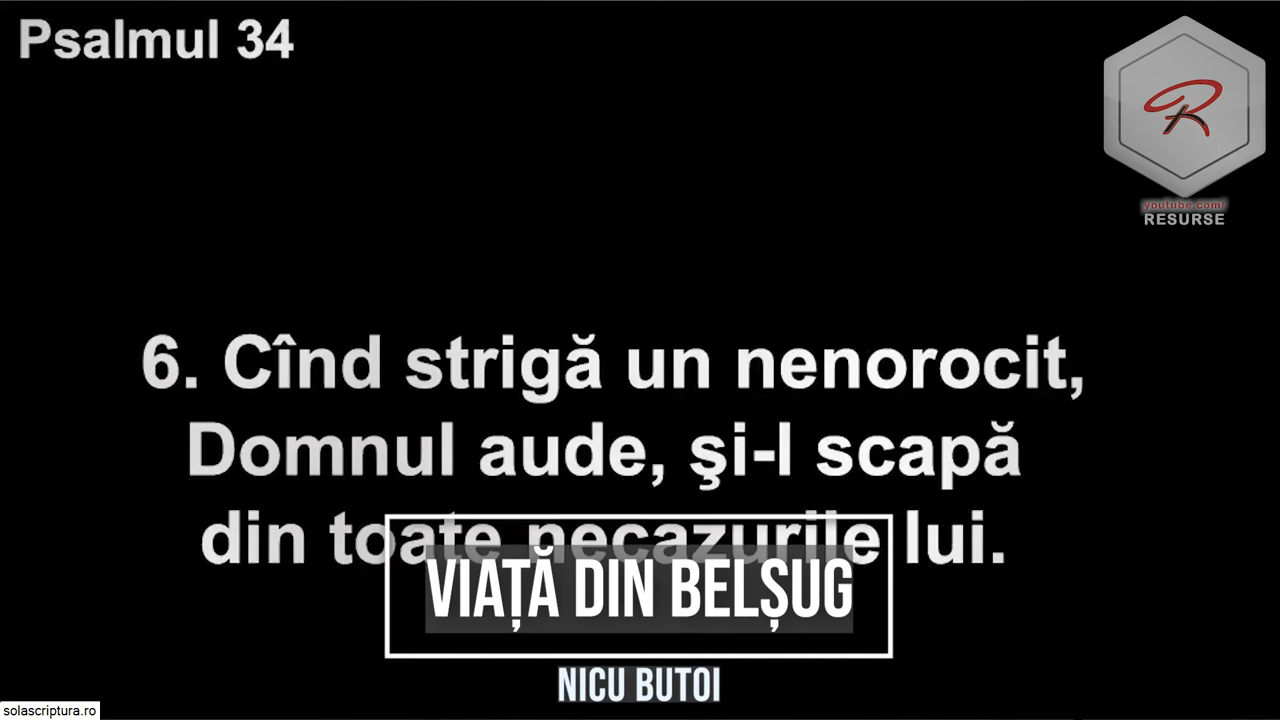 Psalmul 34
youtube.com/
RESURSE
6. Cînd strigă un nenorocit,
Domnul aude, şi-l scapă
din toate necazurile lui.
VIAȚĂ DIN BELȘUG
NICU BUTOI
solascriptura.ro